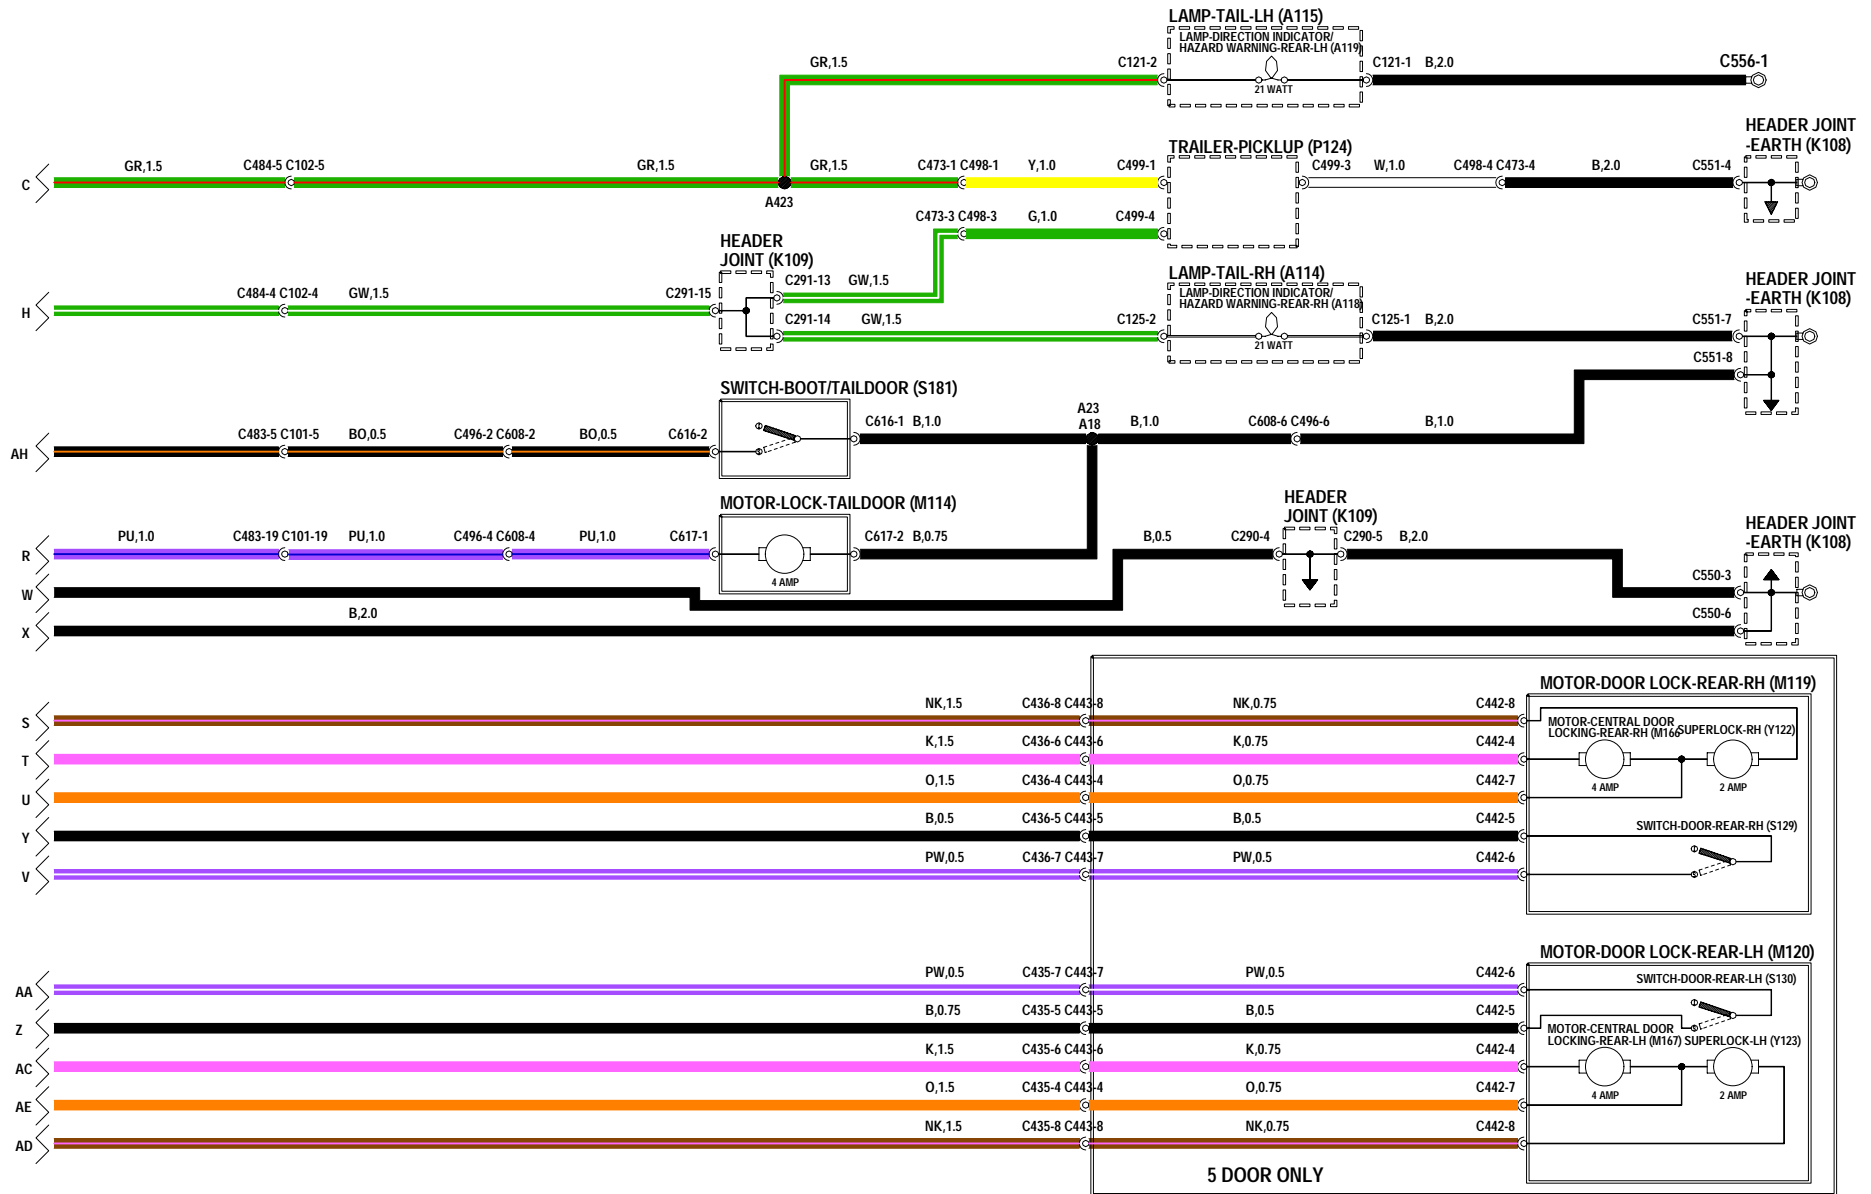 LAMP-TAIL-LH (A115)
LAMP-DIRECTION INDICATOR/
HAZARD WARNING-REAR-LH (A119)
GR,1.5
C121-2
21 WATT
C121-1 B,2.0
C556-1
HEADER JOINT
-EARTH (K108)
C
GR,1.5
C484-5 C102-5
GR,1.5
A423
GR,1.5
C473-1 C498-1
Y,1.0
C499-1
TRAILER-PICKLUP (P124)
C499-3
W,1.0
C498-4 C473-4
B,2.0
C551-4
C473-3 C498-3
G,1.0
C499-4
HEADER
JOINT (K109)
H
C484-4 C102-4
GW,1.5
C291-15
C291-13
GW,1.5
C291-14
GW,1.5
C125-2
LAMP-TAIL-RH (A114)
LAMP-DIRECTION INDICATOR/
HAZARD WARNING-REAR-RH (A118)
21 WATT
C125-1
B,2.0
C551-7
C551-8
HEADER JOINT
-EARTH (K108)
SWITCH-BOOT/TAILDOOR (S181)
AH
C483-5 C101-5
BO,0.5
C496-2 C608-2
BO,0.5
C616-2
C616-1 B,1.0
A23
A18
B,1.0
C608-6 C496-6
B,1.0
MOTOR-LOCK-TAILDOOR (M114)
R
PU,1.0
C483-19 C101-19
PU,1.0
C496-4 C608-4
PU,1.0
C617-1
4 AMP
C617-2 B,0.75
B,0.5
C290-4
HEADER
JOINT (K109)
C290-5
B,2.0
HEADER JOINT
-EARTH (K108)
C550-3
W
X
B,2.0
C550-6
MOTOR-DOOR LOCK-REAR-RH (M119)
S
NK,1.5
C436-8 C443-8
NK,0.75
C442-8
MOTOR-CENTRAL DOOR
LOCKING-REAR-RH (M166
SUPERLOCK-RH (Y122)
T
K,1.5
C436-6 C443-6
K,0.75
C442-4
4 AMP
2 AMP
U
O,1.5
C436-4 C443-4
O,0.75
C442-7
Y
B,0.5
C436-5 C443-5
B,0.5
C442-5
SWITCH-DOOR-REAR-RH (S129)
V
PW,0.5
C436-7 C443-7
PW,0.5
C442-6
MOTOR-DOOR LOCK-REAR-LH (M120)
AA
PW,0.5
C435-7 C443-7
PW,0.5
C442-6
SWITCH-DOOR-REAR-LH (S130)
Z
B,0.75
C435-5 C443-5
B,0.5
C442-5
MOTOR-CENTRAL DOOR
LOCKING-REAR-LH (M167) SUPERLOCK-LH (Y123)
AC
K,1.5
C435-6 C443-6
K,0.75
C442-4
4 AMP
2 AMP
AE
O,1.5
C435-4 C443-4
O,0.75
C442-7
AD
NK,1.5
C435-8 C443-8
NK,0.75
C442-8
5 DOOR ONLY